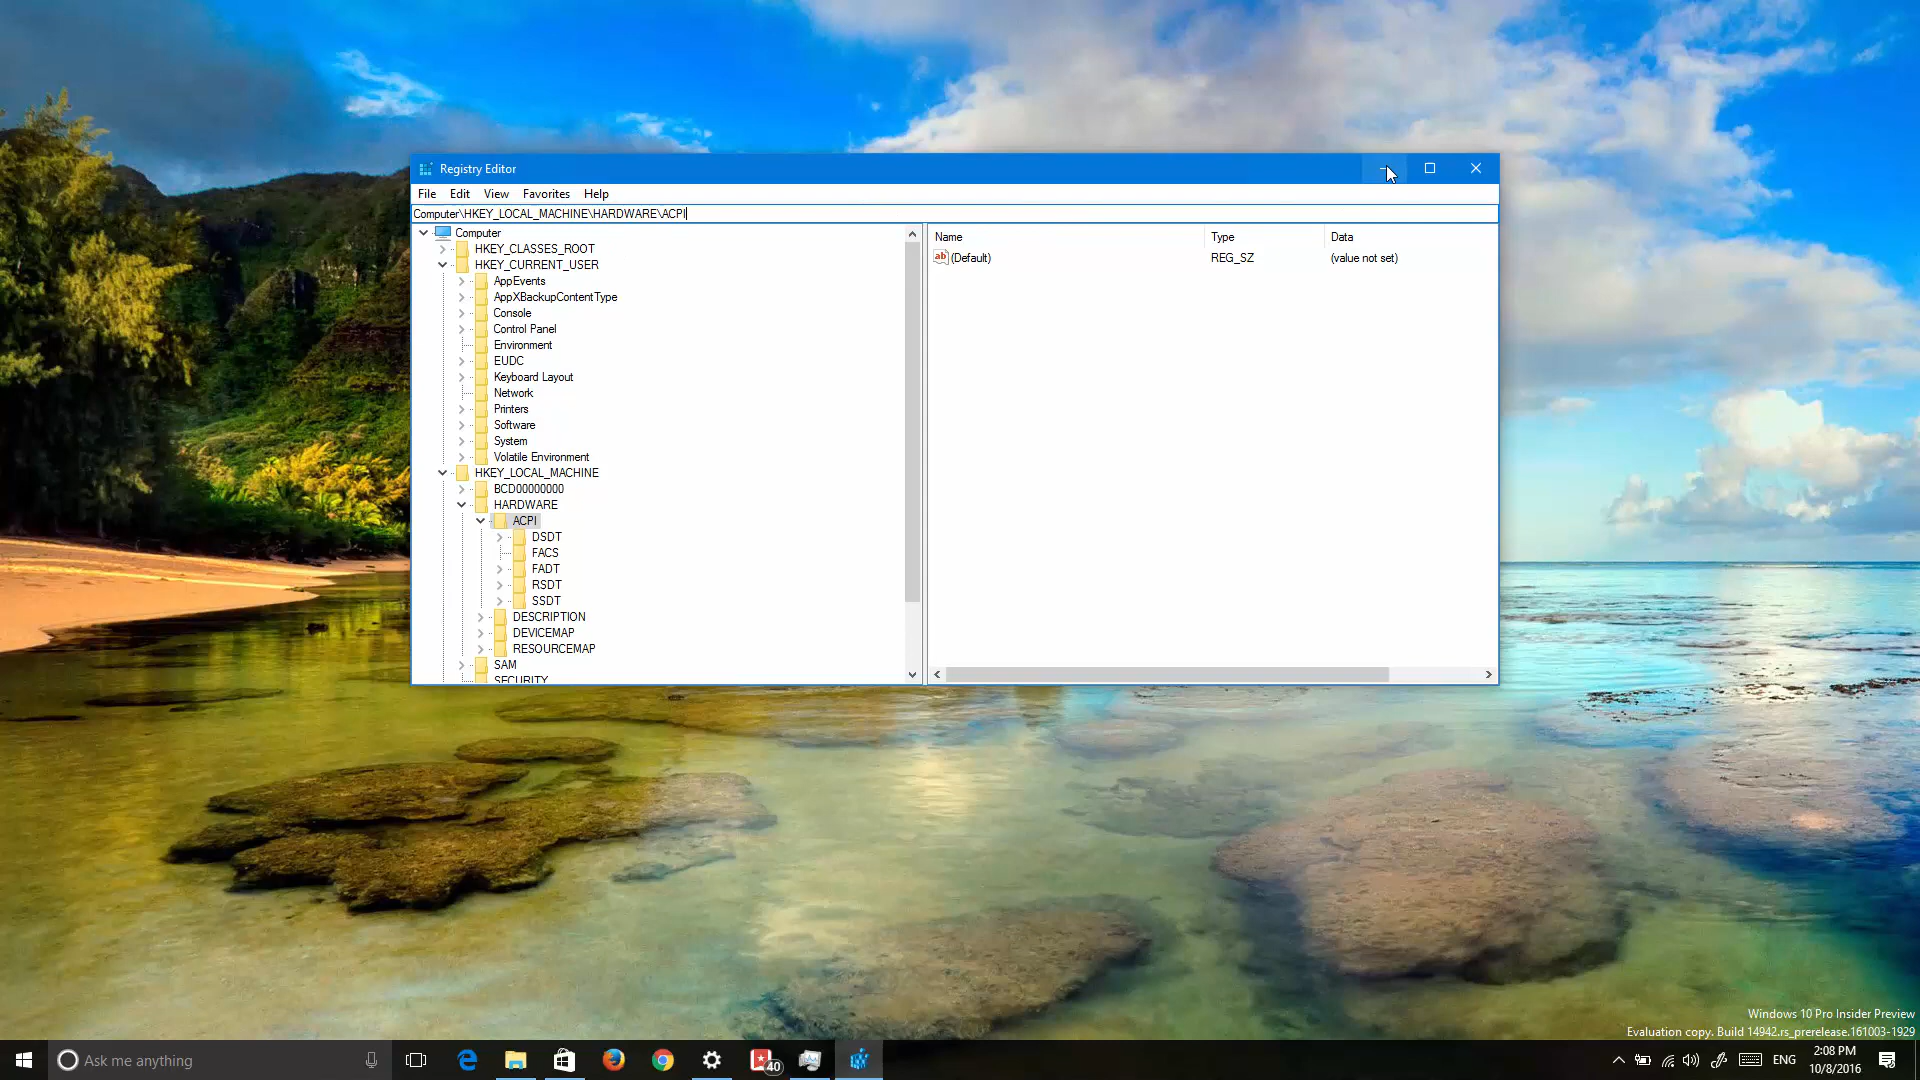 Registry Editor
File Edit View Favorites Help
Computer\HKEY_LOCAL_MACHINE\HARDWARE\ACPI
Computer
HKEY_CLASSES_ROOT
HKEY_CURRENT_USER
AppEvents
AppXBackupContentType
Console
Control Panel
Environment
EUDC
Keyboard Layout
Network
Printers
Software
System
Volatile Environment
HKEY_LOCAL_MACHINE
BCD00000000
HARDWARE
ACPI
DSDT
FACS
FADT
RSDT
SSDT
DESCRIPTION
DEVICEMAP
RESOURCEMAP
SAM
SECURITY
Name Type Data
ab (Default) REG_SZ (value not set)
Windows 10 Pro Insider Preview
Evaluation copy. Build 14942.rs_prerelease.161003-1929
Ask me anything
40
ENG
2:08 PM
10/8/2016